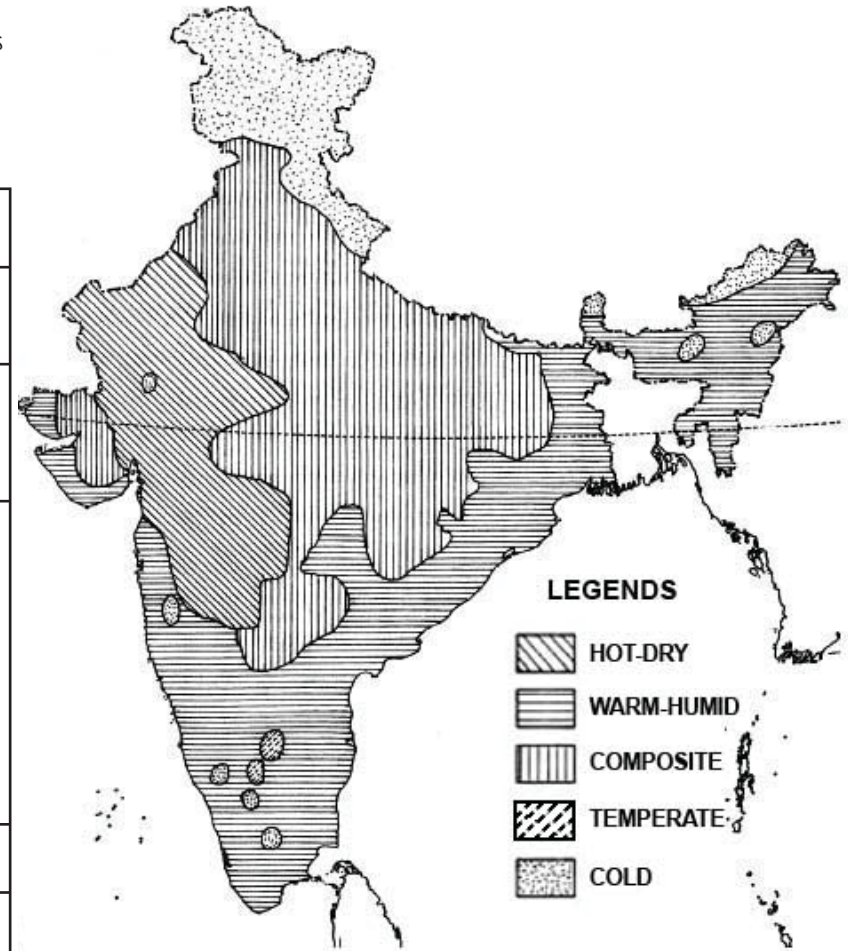 s
LEGENDS
HOT-DRY
WARM-HUMID
COMPOSITE
TEMPERATE
COLD